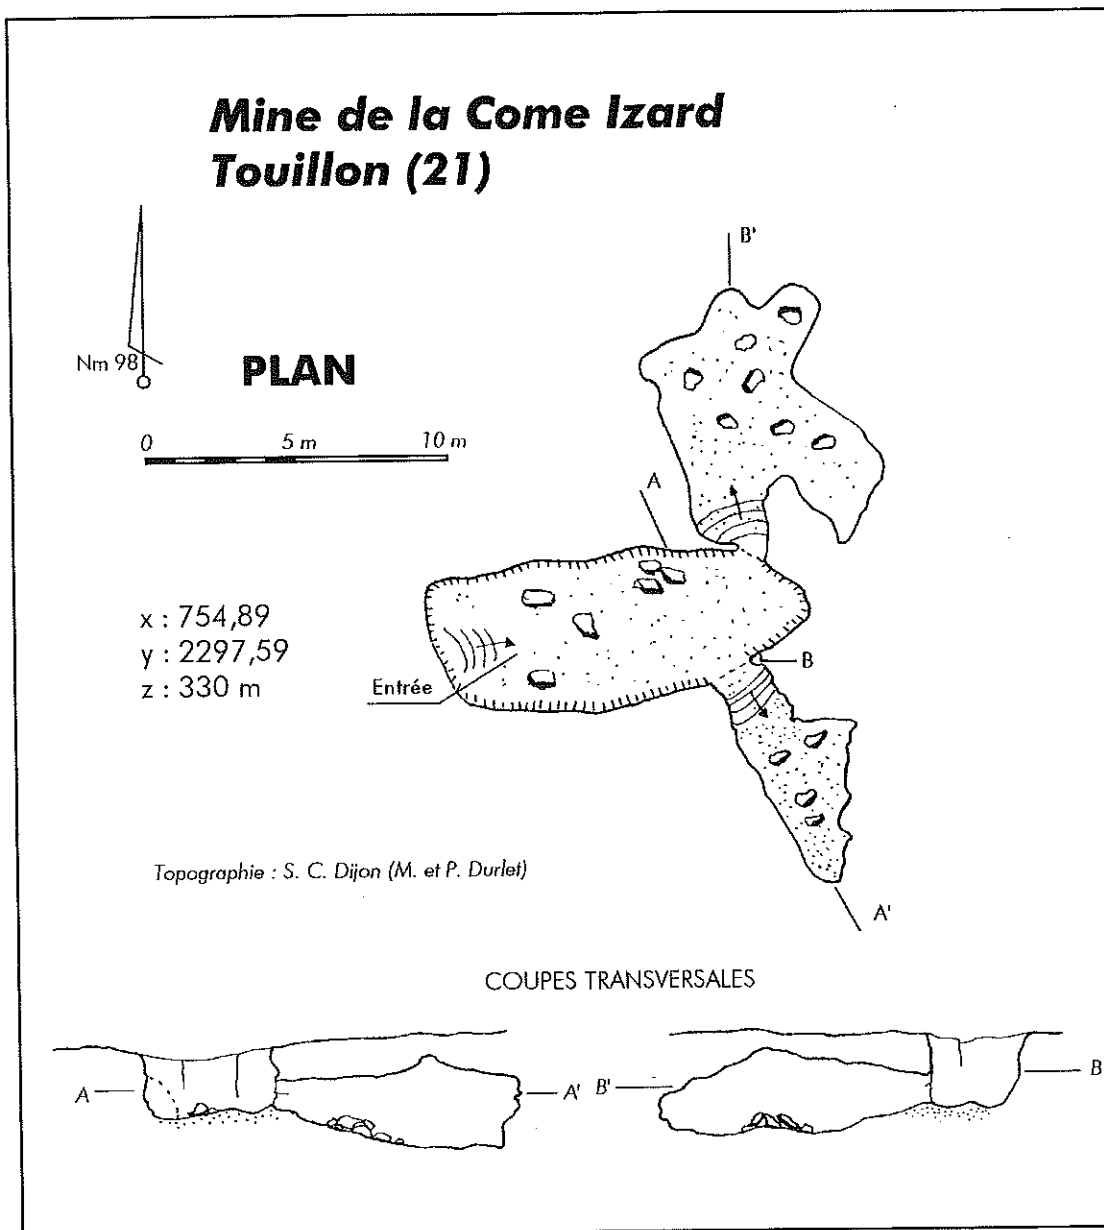 Mine de la Come Izard
Touillon (21)
B'
Nm 98
PLAN
0 5 m 10 m
A
x : 754,89
y : 2297,59
z : 330 m
B
Entrée
Topographie : S. C. Dijon (M. et P. Durlet)
A'
COUPES TRANSVERSALES
A A' B' B